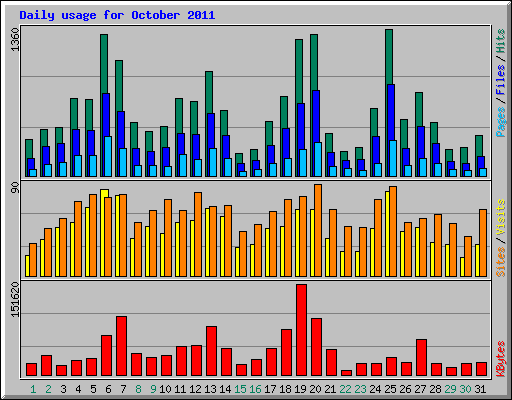 Daily usage for October 2011
1360
Pages / Files / Hits
90
Sites / Visits
151620
KBytes
1 2 3 4 5 6 7 8 9 10 11 12 13 14 15 16 17 18 19 20 21 22 23 24 25 26 27 28 29 30 31